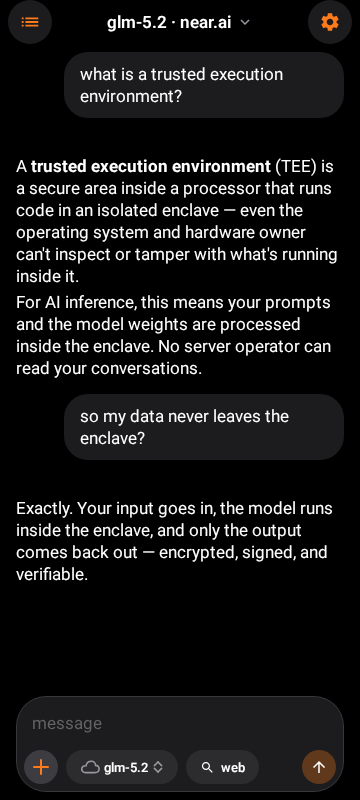 glm-5.2 · near.ai
what is a trusted execution
environment?
A trusted execution environment (TEE) is
a secure area inside a processor that runs
code in an isolated enclave — even the
operating system and hardware owner
can't inspect or tamper with what's running
inside it.
For AI inference, this means your prompts
and the model weights are processed
inside the enclave. No server operator can
read your conversations.
so my data never leaves the
enclave?
Exactly. Your input goes in, the model runs
inside the enclave, and only the output
comes back out — encrypted, signed, and
verifiable.
message
glm-5.2
web